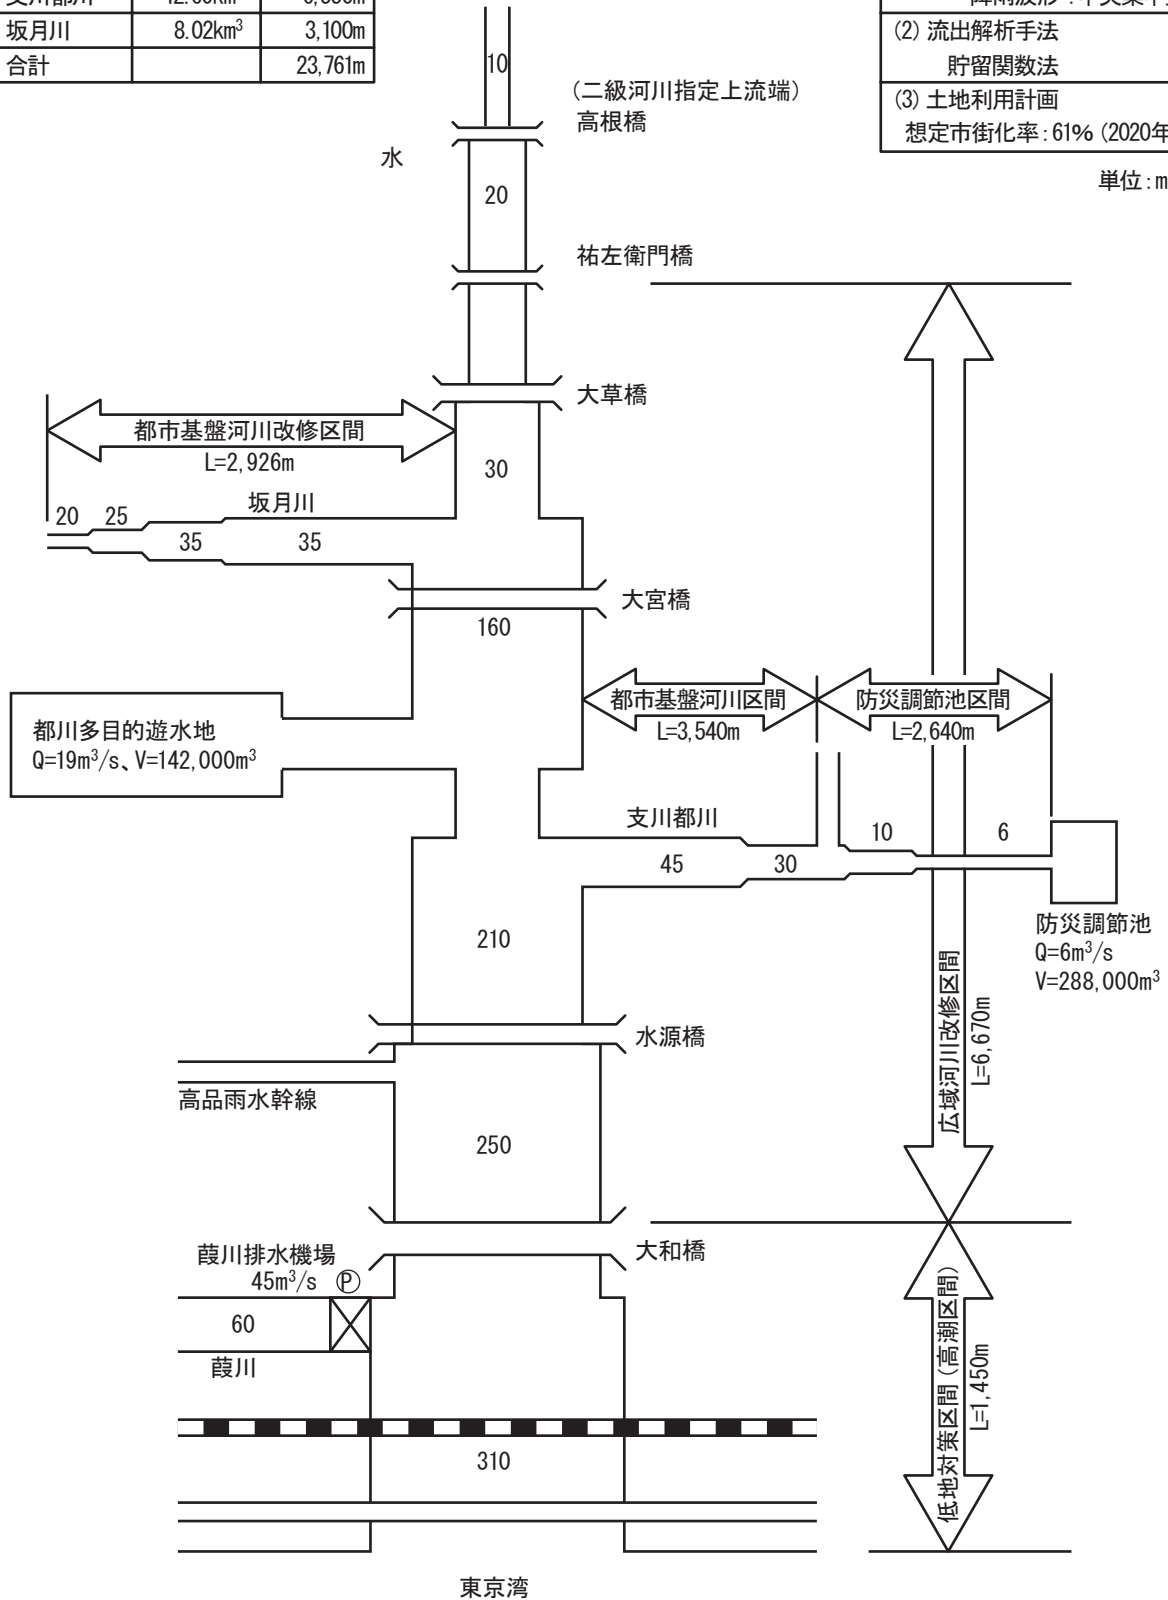 坂月川 8.02km³ 3,100m
合計 23,761m
(2) 流出解析手法
貯留関数法
(3) 土地利用計画
想定市街化率：61% (2020年
単位：m
10
(二級河川指定上流端)
高根橋
水
20
祐左衛門橋
大草橋
都市基盤河川改修区間
L=2,926m
30
坂月川
20 25
35 35
大宮橋
160
都市基盤河川区間 防災調節池区間
L=3,540m L=2,640m
都川多目的遊水地
Q=19m³/s、V=142,000m³
支川都川
10 6
45 30
防災調節池
Q=6m³/s
V=288,000m³
210
広域河川改修区間
L=6,670m
水源橋
高品雨水幹線
250
大和橋
葭川排水機場
45m³/s Ⓟ
60
葭川
低地対策区間（高潮区間）
L=1,450m
310
東京湾